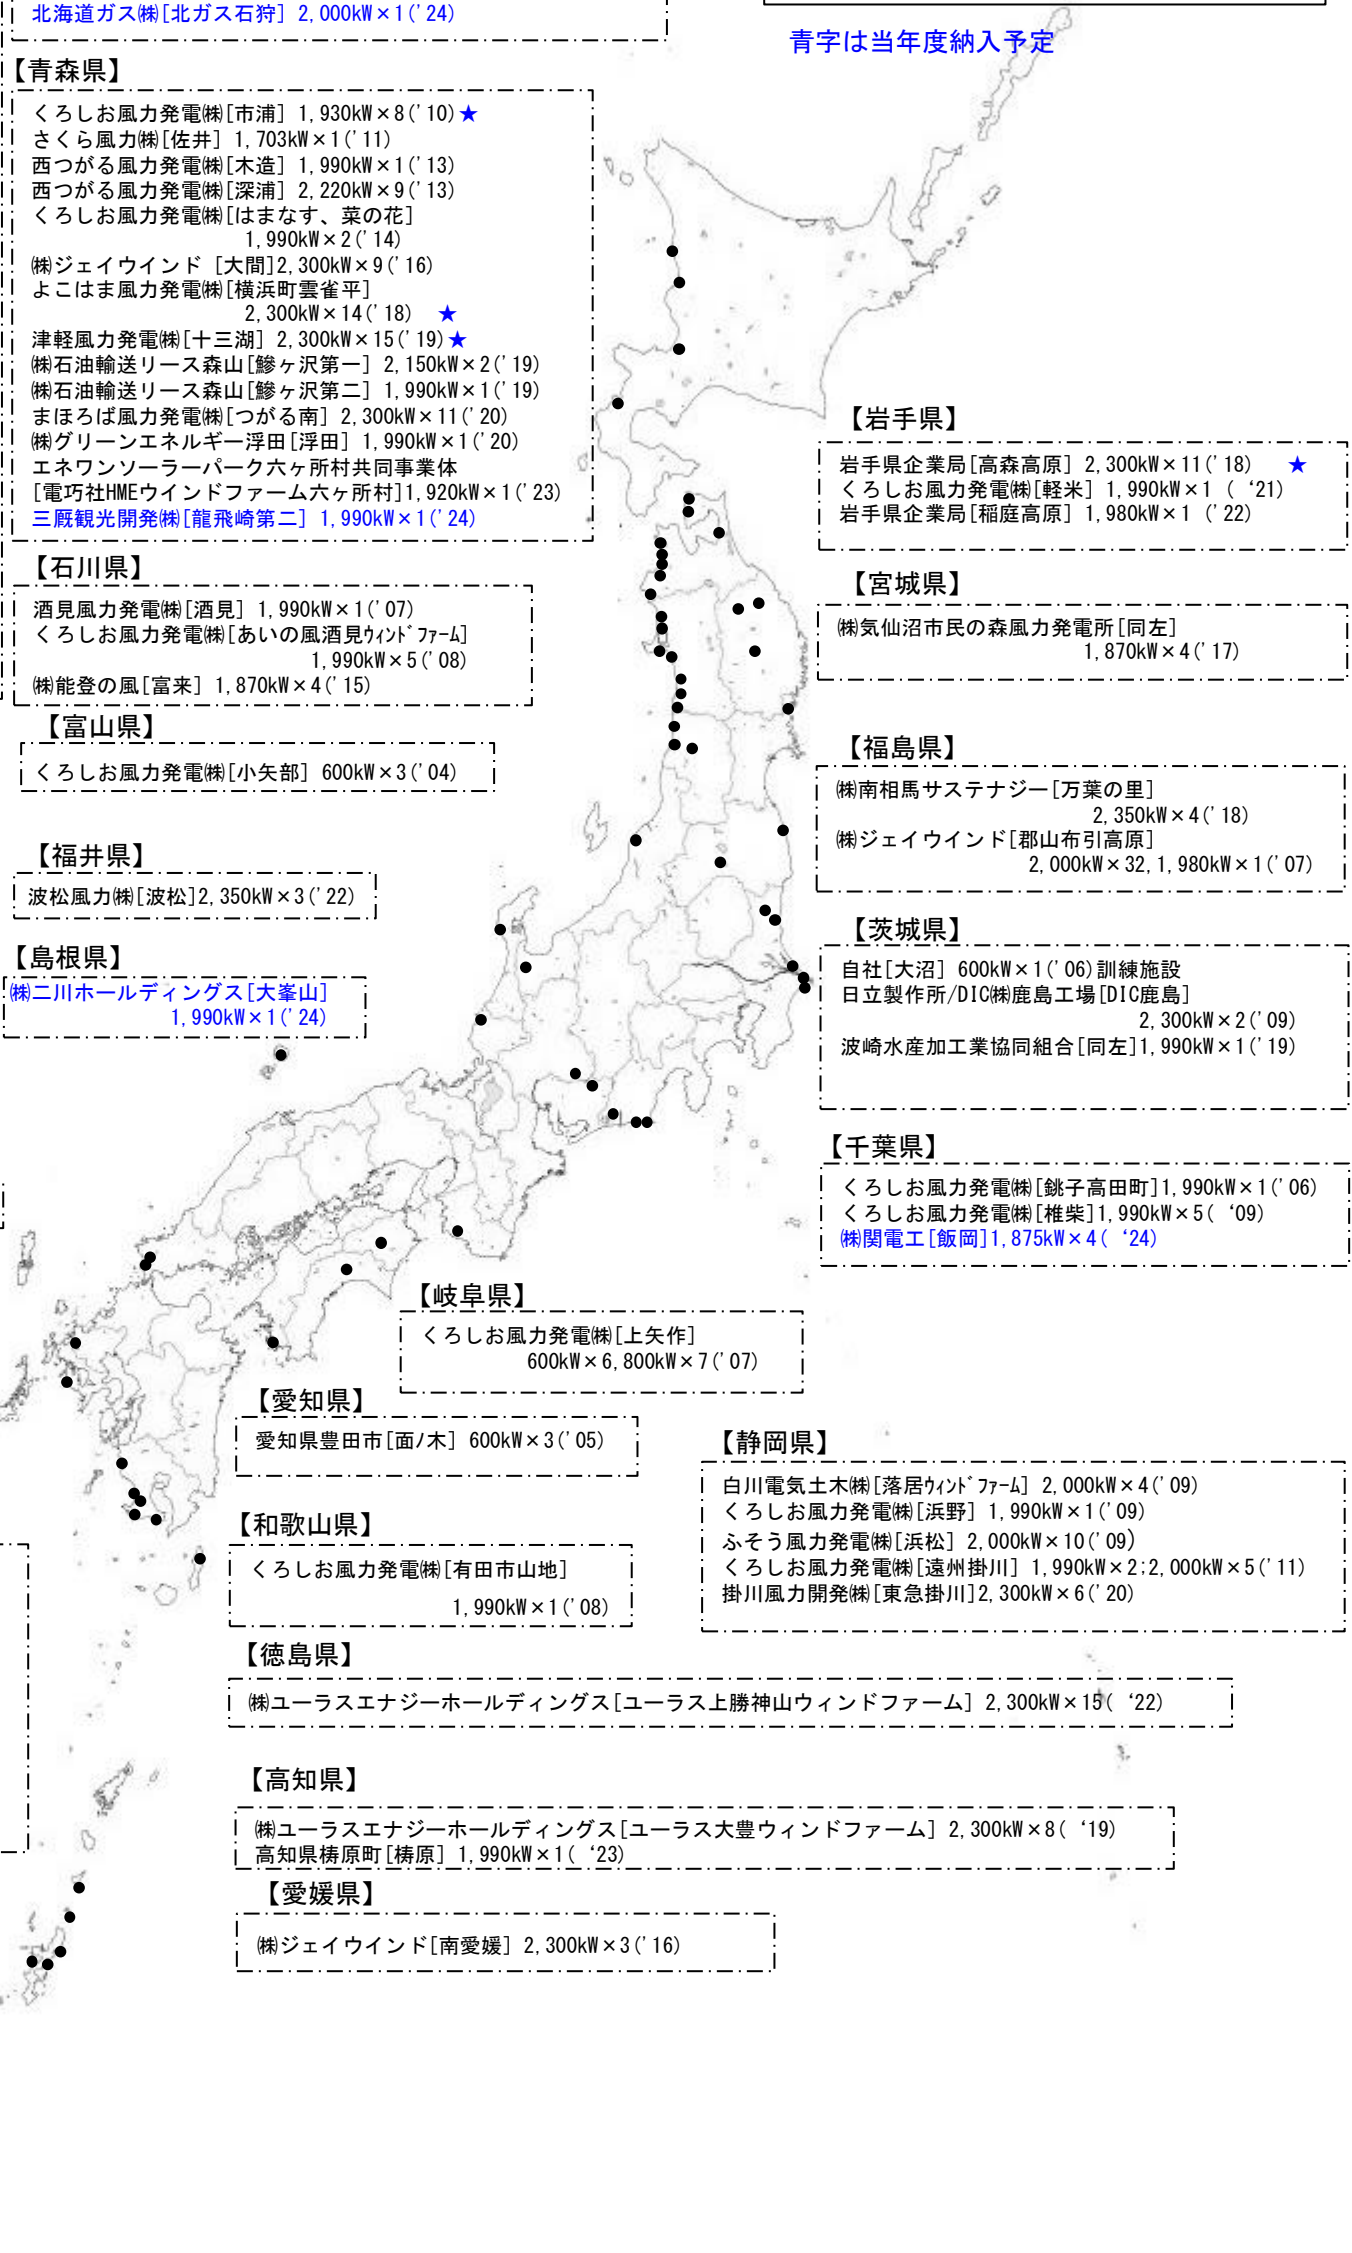 北海道ガス㈱[北ガス石狩] 2,000kW×1('24)
青字は当年度納入予定
【青森県】
くろしお風力発電㈱[市浦] 1,930kW×8('10)★
さくら風力㈱[佐井] 1,703kW×1('11)
西つがる風力発電㈱[木造] 1,990kW×1('13)
西つがる風力発電㈱[深浦] 2,220kW×9('13)
くろしお風力発電㈱[はまなす、菜の花]
1,990kW×2('14)
㈱ジェイウインド [大間]2,300kW×9('16)
よこはま風力発電㈱[横浜町雲雀平]
2,300kW×14('18) ★
津軽風力発電㈱[十三湖] 2,300kW×15('19)★
㈱石油輸送リース森山[鰺ヶ沢第一] 2,150kW×2('19)
㈱石油輸送リース森山[鰺ヶ沢第二] 1,990kW×1('19)
まほろば風力発電㈱[つがる南] 2,300kW×11('20)
㈱グリーンエネルギー浮田[浮田] 1,990kW×1('20)
エネワンソーラーパーク六ヶ所村共同事業体
[電巧社HMEウインドファーム六ヶ所村]1,920kW×1('23)
三厩観光開発㈱[龍飛崎第二] 1,990kW×1('24)
【岩手県】
岩手県企業局[高森高原] 2,300kW×11('18) ★
くろしお風力発電㈱[軽米] 1,990kW×1 (‘21)
岩手県企業局[稲庭高原] 1,980kW×1 ('22)
【石川県】
酒見風力発電㈱[酒見] 1,990kW×1('07)
くろしお風力発電㈱[あいの風酒見ｳｨﾝﾄﾞﾌｧｰﾑ]
1,990kW×5('08)
㈱能登の風[富来] 1,870kW×4('15)
【宮城県】
㈱気仙沼市民の森風力発電所[同左]
1,870kW×4('17)
【富山県】
くろしお風力発電㈱[小矢部] 600kW×3('04)
【福島県】
㈱南相馬サステナジー[万葉の里]
2,350kW×4('18)
㈱ジェイウインド[郡山布引高原]
2,000kW×32,1,980kW×1('07)
【福井県】
波松風力㈱[波松]2,350kW×3('22)
【茨城県】
自社[大沼] 600kW×1('06)訓練施設
日立製作所/DIC㈱鹿島工場[DIC鹿島]
2,300kW×2('09)
波崎水産加工業協同組合[同左]1,990kW×1('19)
【島根県】
㈱二川ホールディングス[大峯山]
1,990kW×1('24)
【千葉県】
くろしお風力発電㈱[銚子高田町]1,990kW×1('06)
くろしお風力発電㈱[椎柴]1,990kW×5(‘09)
㈱関電工[飯岡]1,875kW×4(‘24)
【岐阜県】
くろしお風力発電㈱[上矢作]
600kW×6,800kW×7('07)
【愛知県】
愛知県豊田市[面ﾉ木] 600kW×3('05)
【静岡県】
白川電気土木㈱[落居ｳｨﾝﾄﾞﾌｧｰﾑ] 2,000kW×4('09)
くろしお風力発電㈱[浜野] 1,990kW×1('09)
ふそう風力発電㈱[浜松] 2,000kW×10('09)
くろしお風力発電㈱[遠州掛川] 1,990kW×2;2,000kW×5('11)
掛川風力開発㈱[東急掛川]2,300kW×6('20)
【和歌山県】
くろしお風力発電㈱[有田市山地]
1,990kW×1('08)
【徳島県】
㈱ユーラスエナジーホールディングス[ユーラス上勝神山ウィンドファーム] 2,300kW×15(‘22)
【高知県】
㈱ユーラスエナジーホールディングス[ユーラス大豊ウィンドファーム] 2,300kW×8(‘19)
高知県梼原町[梼原] 1,990kW×1(‘23)
【愛媛県】
㈱ジェイウインド[南愛媛] 2,300kW×3('16)